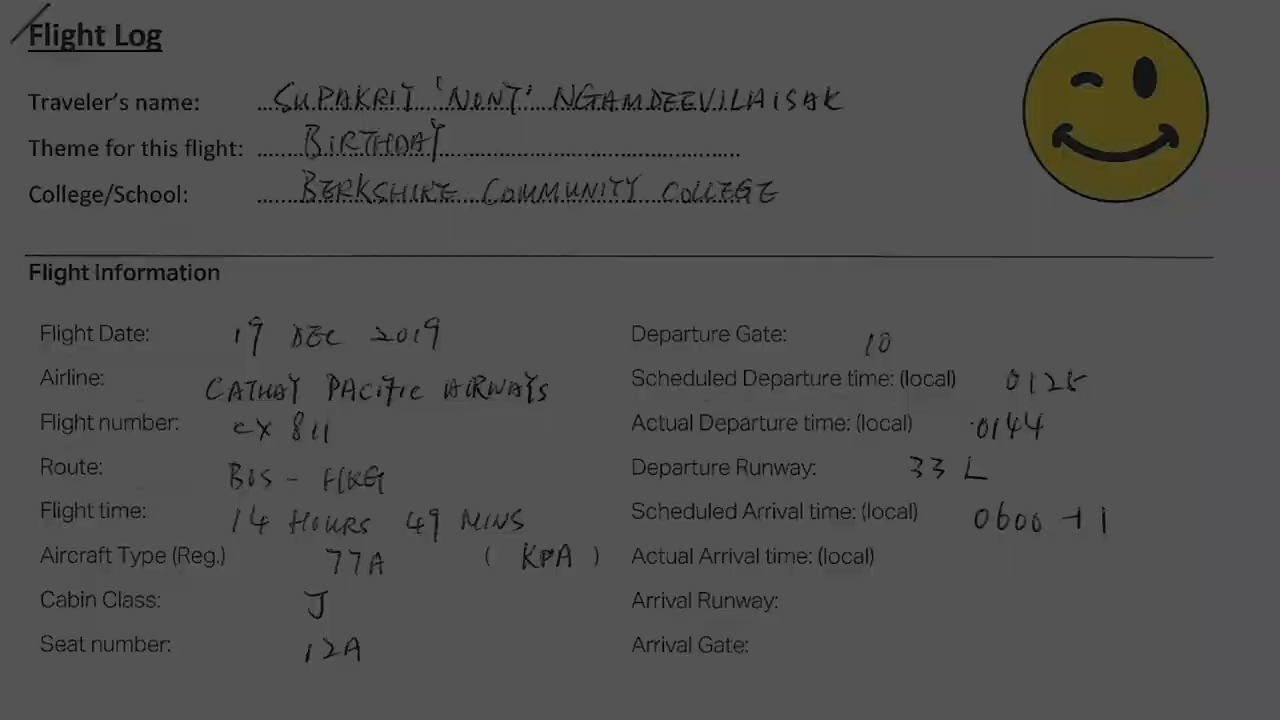 Flight Log
Traveler's name: SUPAKRIT 'NONT' NGAMDEEVILAISAK
Theme for this flight: BIRTHDAY
College/School: BERKSHIRE COMMUNITY COLLEGE
Flight Information
Flight Date: 19 DEC 2019
Airline: CATHAY PACIFIC AIRWAYS
Flight number: CX 811
Route: BOS - HKG
Flight time: 14 HOURS 49 MINS
Aircraft Type (Reg.) 77A (KPA)
Cabin Class: J
Seat number: 12A
Departure Gate: 10
Scheduled Departure time: (local) 0125
Actual Departure time: (local) 0144
Departure Runway: 33 L
Scheduled Arrival time: (local) 0600 +1
Actual Arrival time: (local)
Arrival Runway:
Arrival Gate: